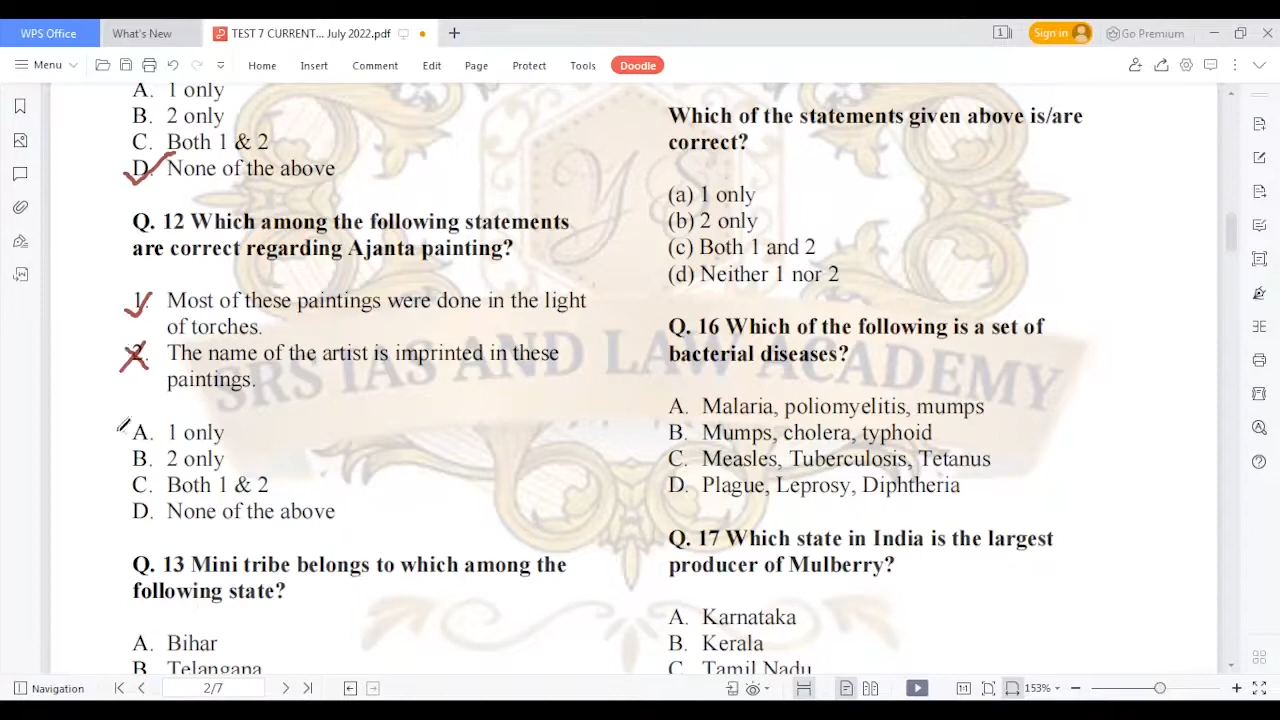 WPS Office
What's New
TEST 7 CURRENT... July 2022.pdf
Sign in
Go Premium
Menu
Home
Insert
Comment
Edit
Page
Protect
Tools
Doodle
A. 1 only
B. 2 only
C. Both 1 & 2
D. None of the above
Q. 12 Which among the following statements
are correct regarding Ajanta painting?
1. Most of these paintings were done in the light
of torches.
2. The name of the artist is imprinted in these
paintings.
A. 1 only
B. 2 only
C. Both 1 & 2
D. None of the above
Q. 13 Mini tribe belongs to which among the
following state?
A. Bihar
B. Telangana
Which of the statements given above is/are
correct?
(a) 1 only
(b) 2 only
(c) Both 1 and 2
(d) Neither 1 nor 2
Q. 16 Which of the following is a set of
bacterial diseases?
A. Malaria, poliomyelitis, mumps
B. Mumps, cholera, typhoid
C. Measles, Tuberculosis, Tetanus
D. Plague, Leprosy, Diphtheria
Q. 17 Which state in India is the largest
producer of Mulberry?
A. Karnataka
B. Kerala
C. Tamil Nadu
SRS IAS AND LAW ACADEMY
Navigation
2/7
153%